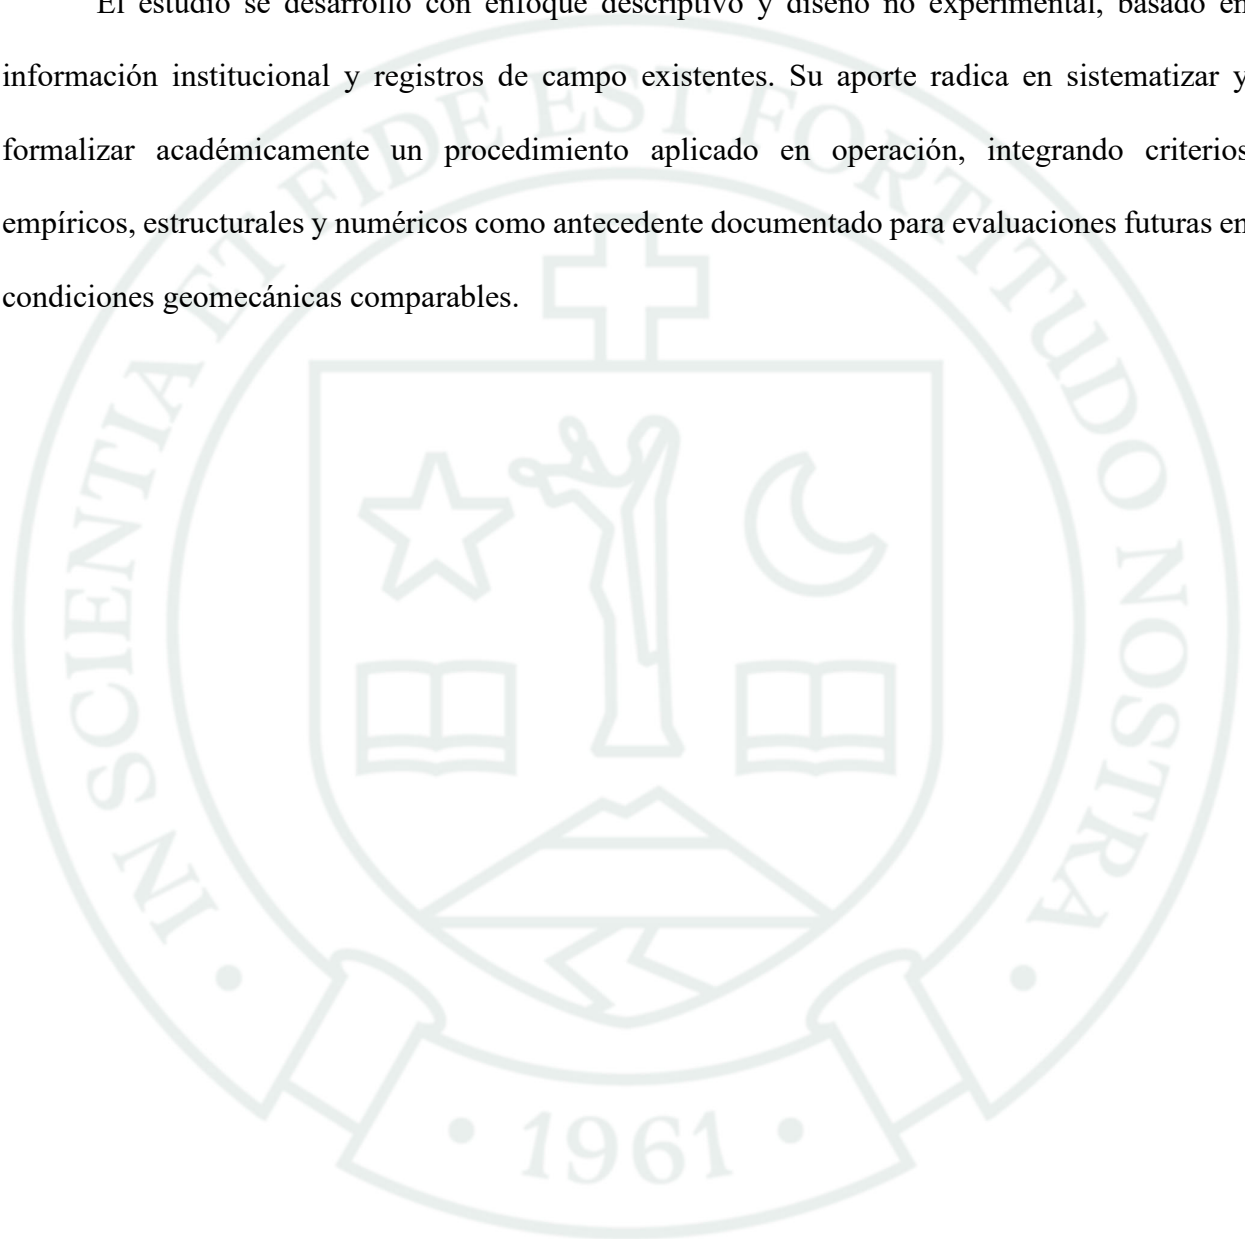 El estudio se desarrolló con enfoque descriptivo y diseño no experimental, basado en
información institucional y registros de campo existentes. Su aporte radica en sistematizar y
formalizar académicamente un procedimiento aplicado en operación, integrando criterios
empíricos, estructurales y numéricos como antecedente documentado para evaluaciones futuras en
condiciones geomecánicas comparables.
IN SCIENTIA ET FIDE EST FORTITUDO NOSTRA
• 1961 •